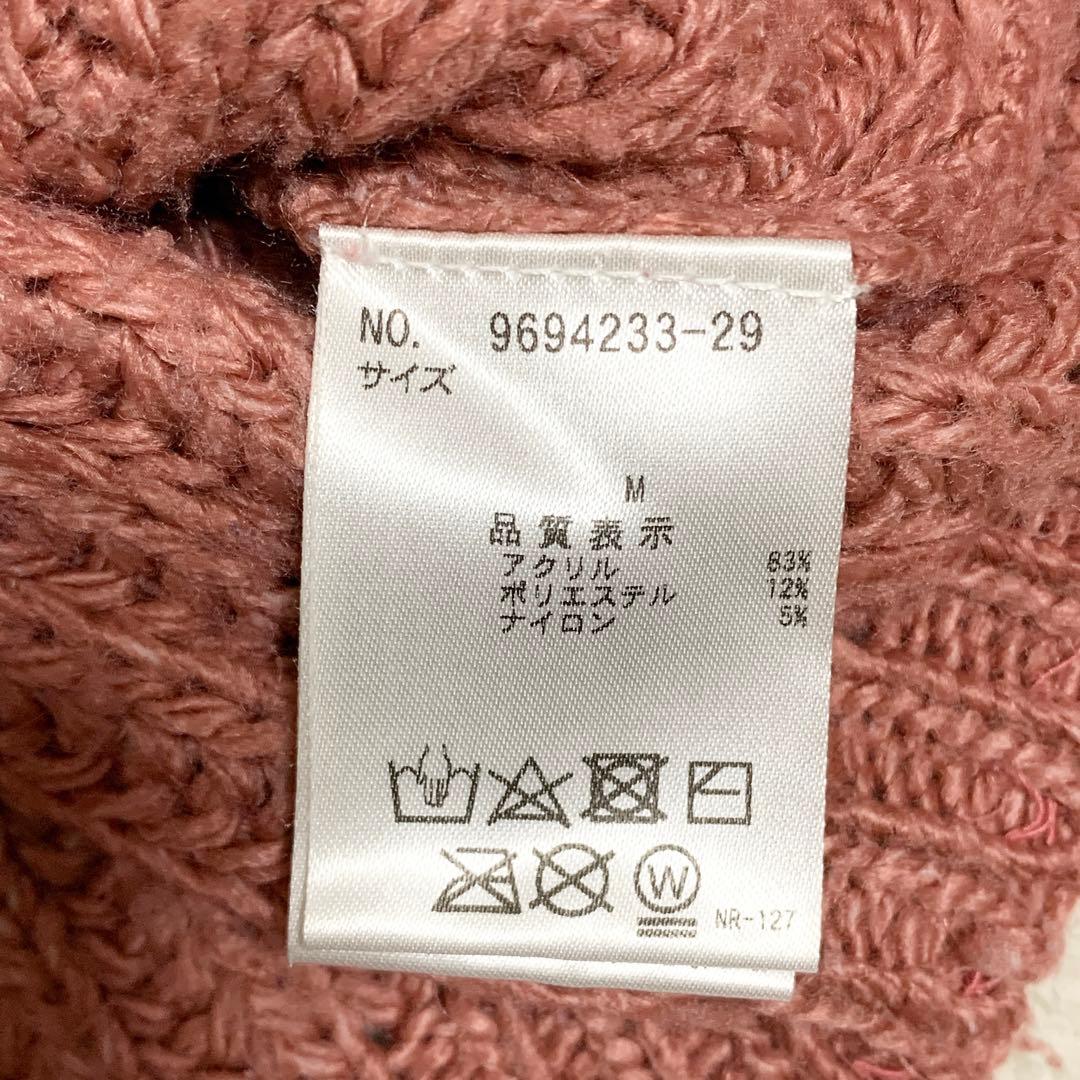 NO. 9694233-29
サイズ
M
品質表示
アクリル 83%
ポリエステル 12%
ナイロン 5%
W
NR-127